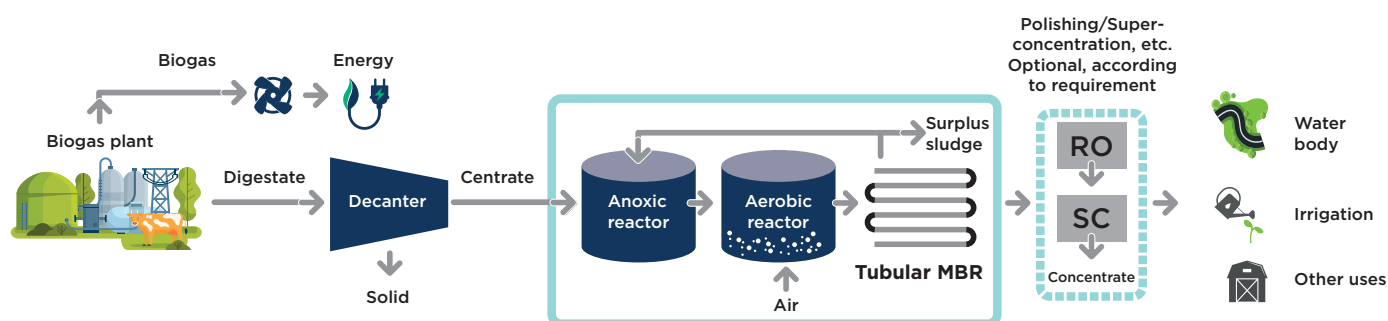 Biogas
Energy
Biogas plant
Digestate
Decanter
Solid
Centrate
Anoxic
reactor
Aerobic
reactor
Air
Surplus
sludge
Tubular MBR
Polishing/Super-
concentration, etc.
Optional, according
to requirement
RO
SC
Concentrate
Water
body
Irrigation
Other uses